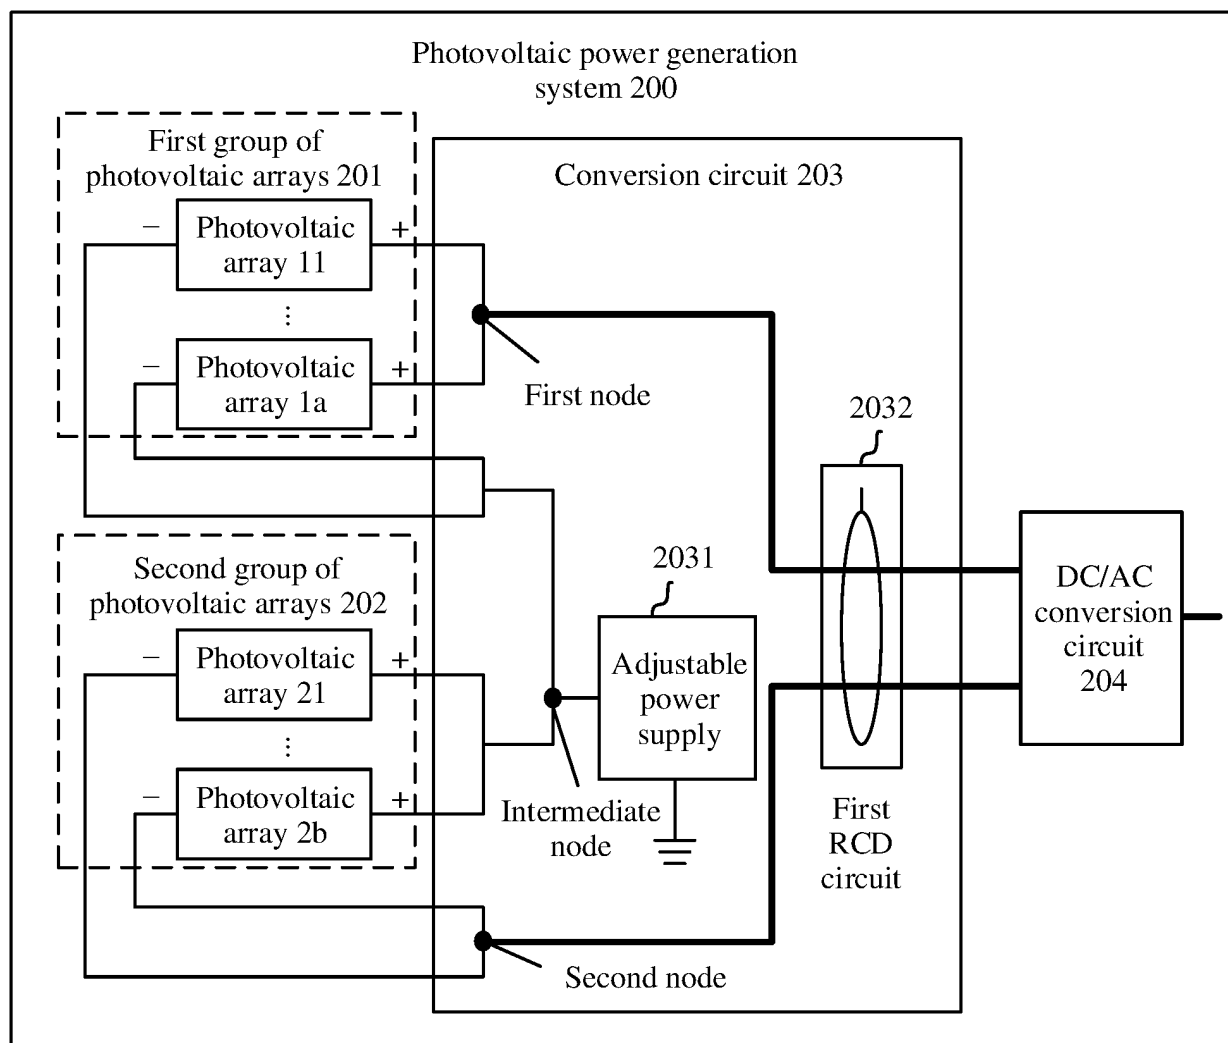 Photovoltaic power generation
system 200
First group of
photovoltaic arrays 201
−
Photovoltaic
array 11
+
⋮
−
Photovoltaic
array 1a
+
Conversion circuit 203
First node
2032
Second group of
photovoltaic arrays 202
−
Photovoltaic
array 21
+
⋮
−
Photovoltaic
array 2b
+
2031
Adjustable
power
supply
Intermediate
node
First
RCD
circuit
DC/AC
conversion
circuit
204
Second node